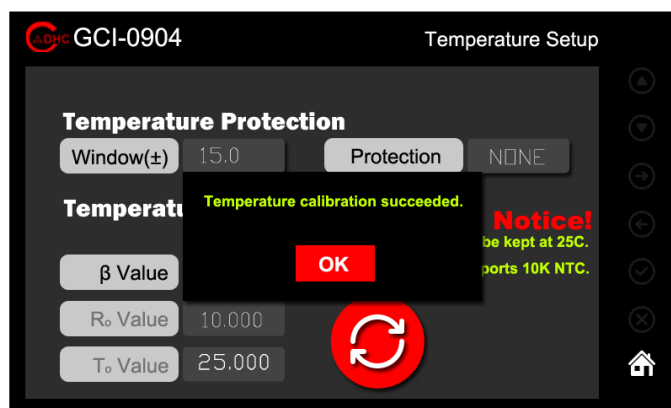 ADHC GCI-0904 Temperature Setup
Temperature Protection
Window(±) 15.0 Protection NONE
Temperatu
Temperature calibration succeeded.
Notice!
be kept at 25C.
OK
β Value
ports 10K NTC.
R₀ Value 10.000
T₀ Value 25.000